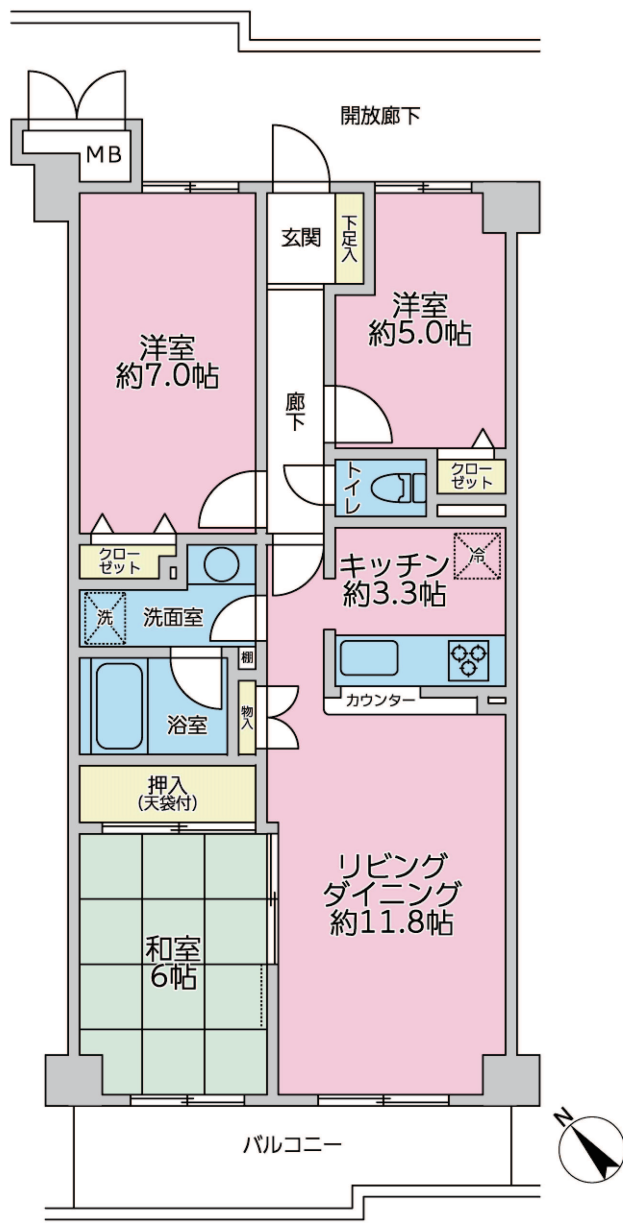 開放廊下
MB
玄関
下足入
洋室
約5.0帖
洋室
約7.0帖
廊下
トイレ
クロー
ゼット
クロー
ゼット
キッチン
約3.3帖
冷
洗
洗面室
棚
カウンター
物入
浴室
押入
(天袋付)
リビング
ダイニング
約11.8帖
和室
6帖
バルコニー
N